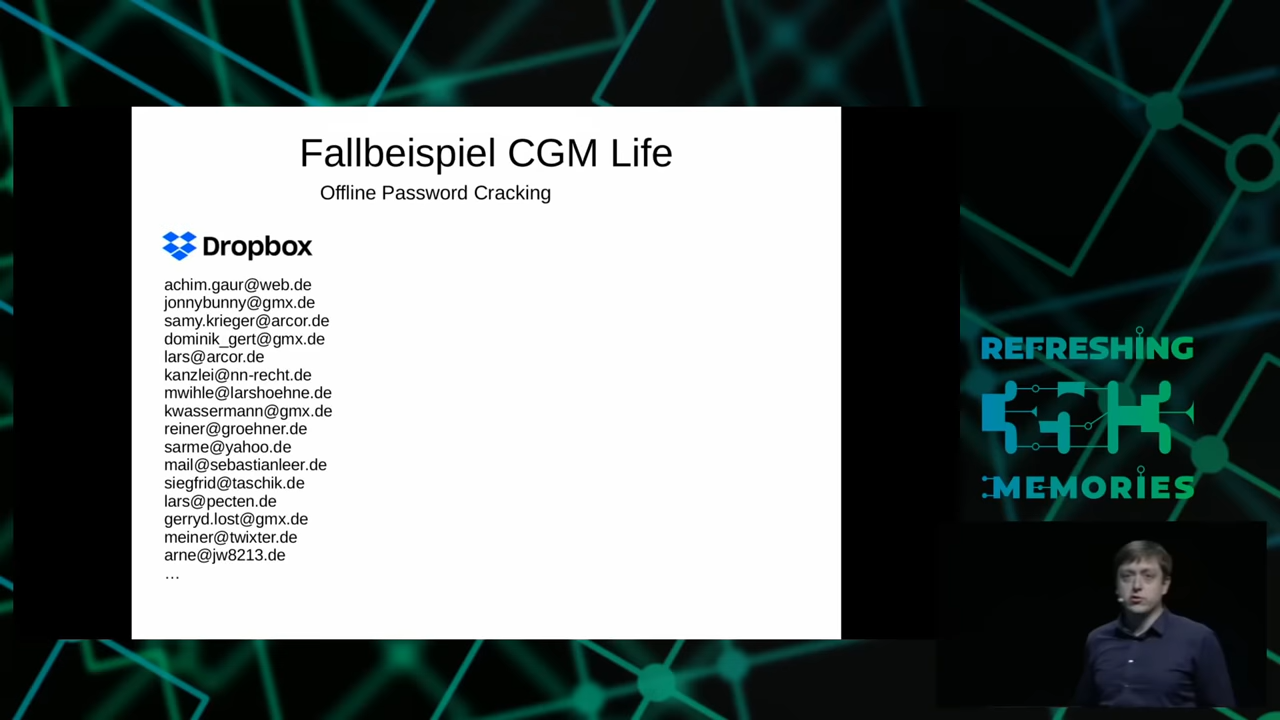 Fallbeispiel CGM Life
Offline Password Cracking
Dropbox
achim.gaur@web.de
jonnybunny@gmx.de
samy.krieger@arcor.de
dominik_gert@gmx.de
lars@arcor.de
kanzlei@nn-recht.de
mwihle@larshoehne.de
kwassermann@gmx.de
reiner@groehner.de
sarme@yahoo.de
mail@sebastianleer.de
siegfrid@taschik.de
lars@pecten.de
gerryd.lost@gmx.de
meiner@twixter.de
arne@jw8213.de
…
REFRESHING
MEMORIES